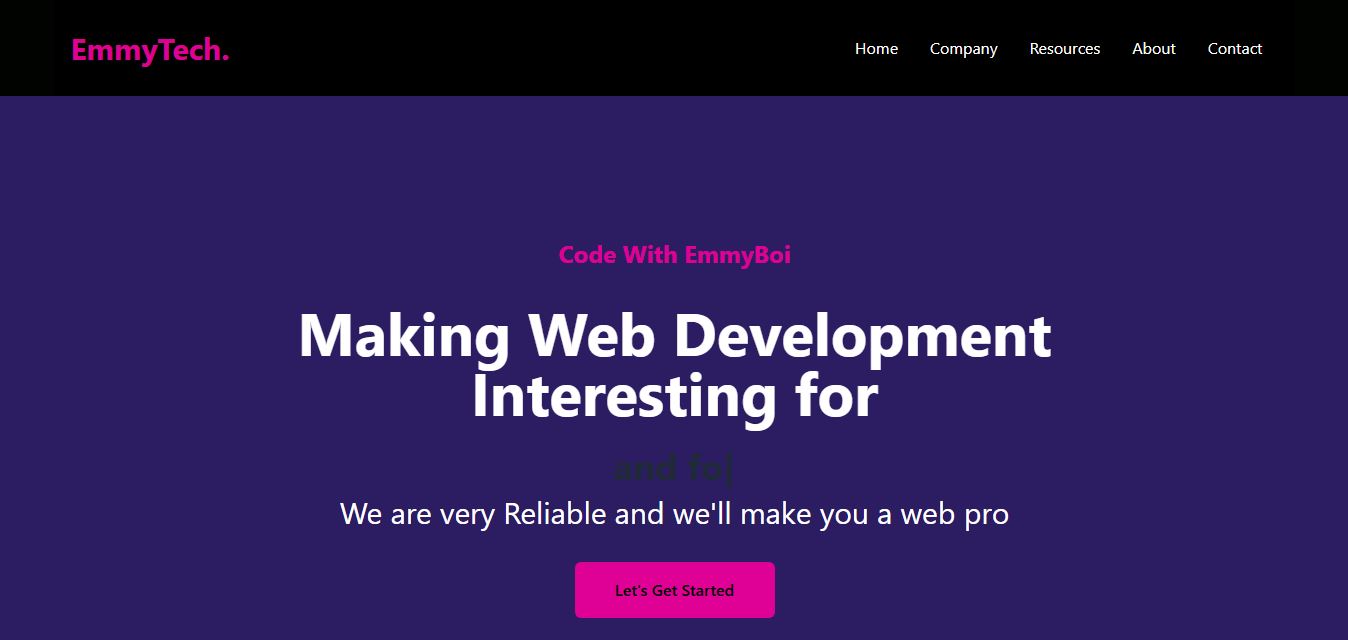 EmmyTech.
Home Company Resources About Contact
Code With EmmyBoi
Making Web Development
Interesting for
and fo|
We are very Reliable and we'll make you a web pro
Let's Get Started